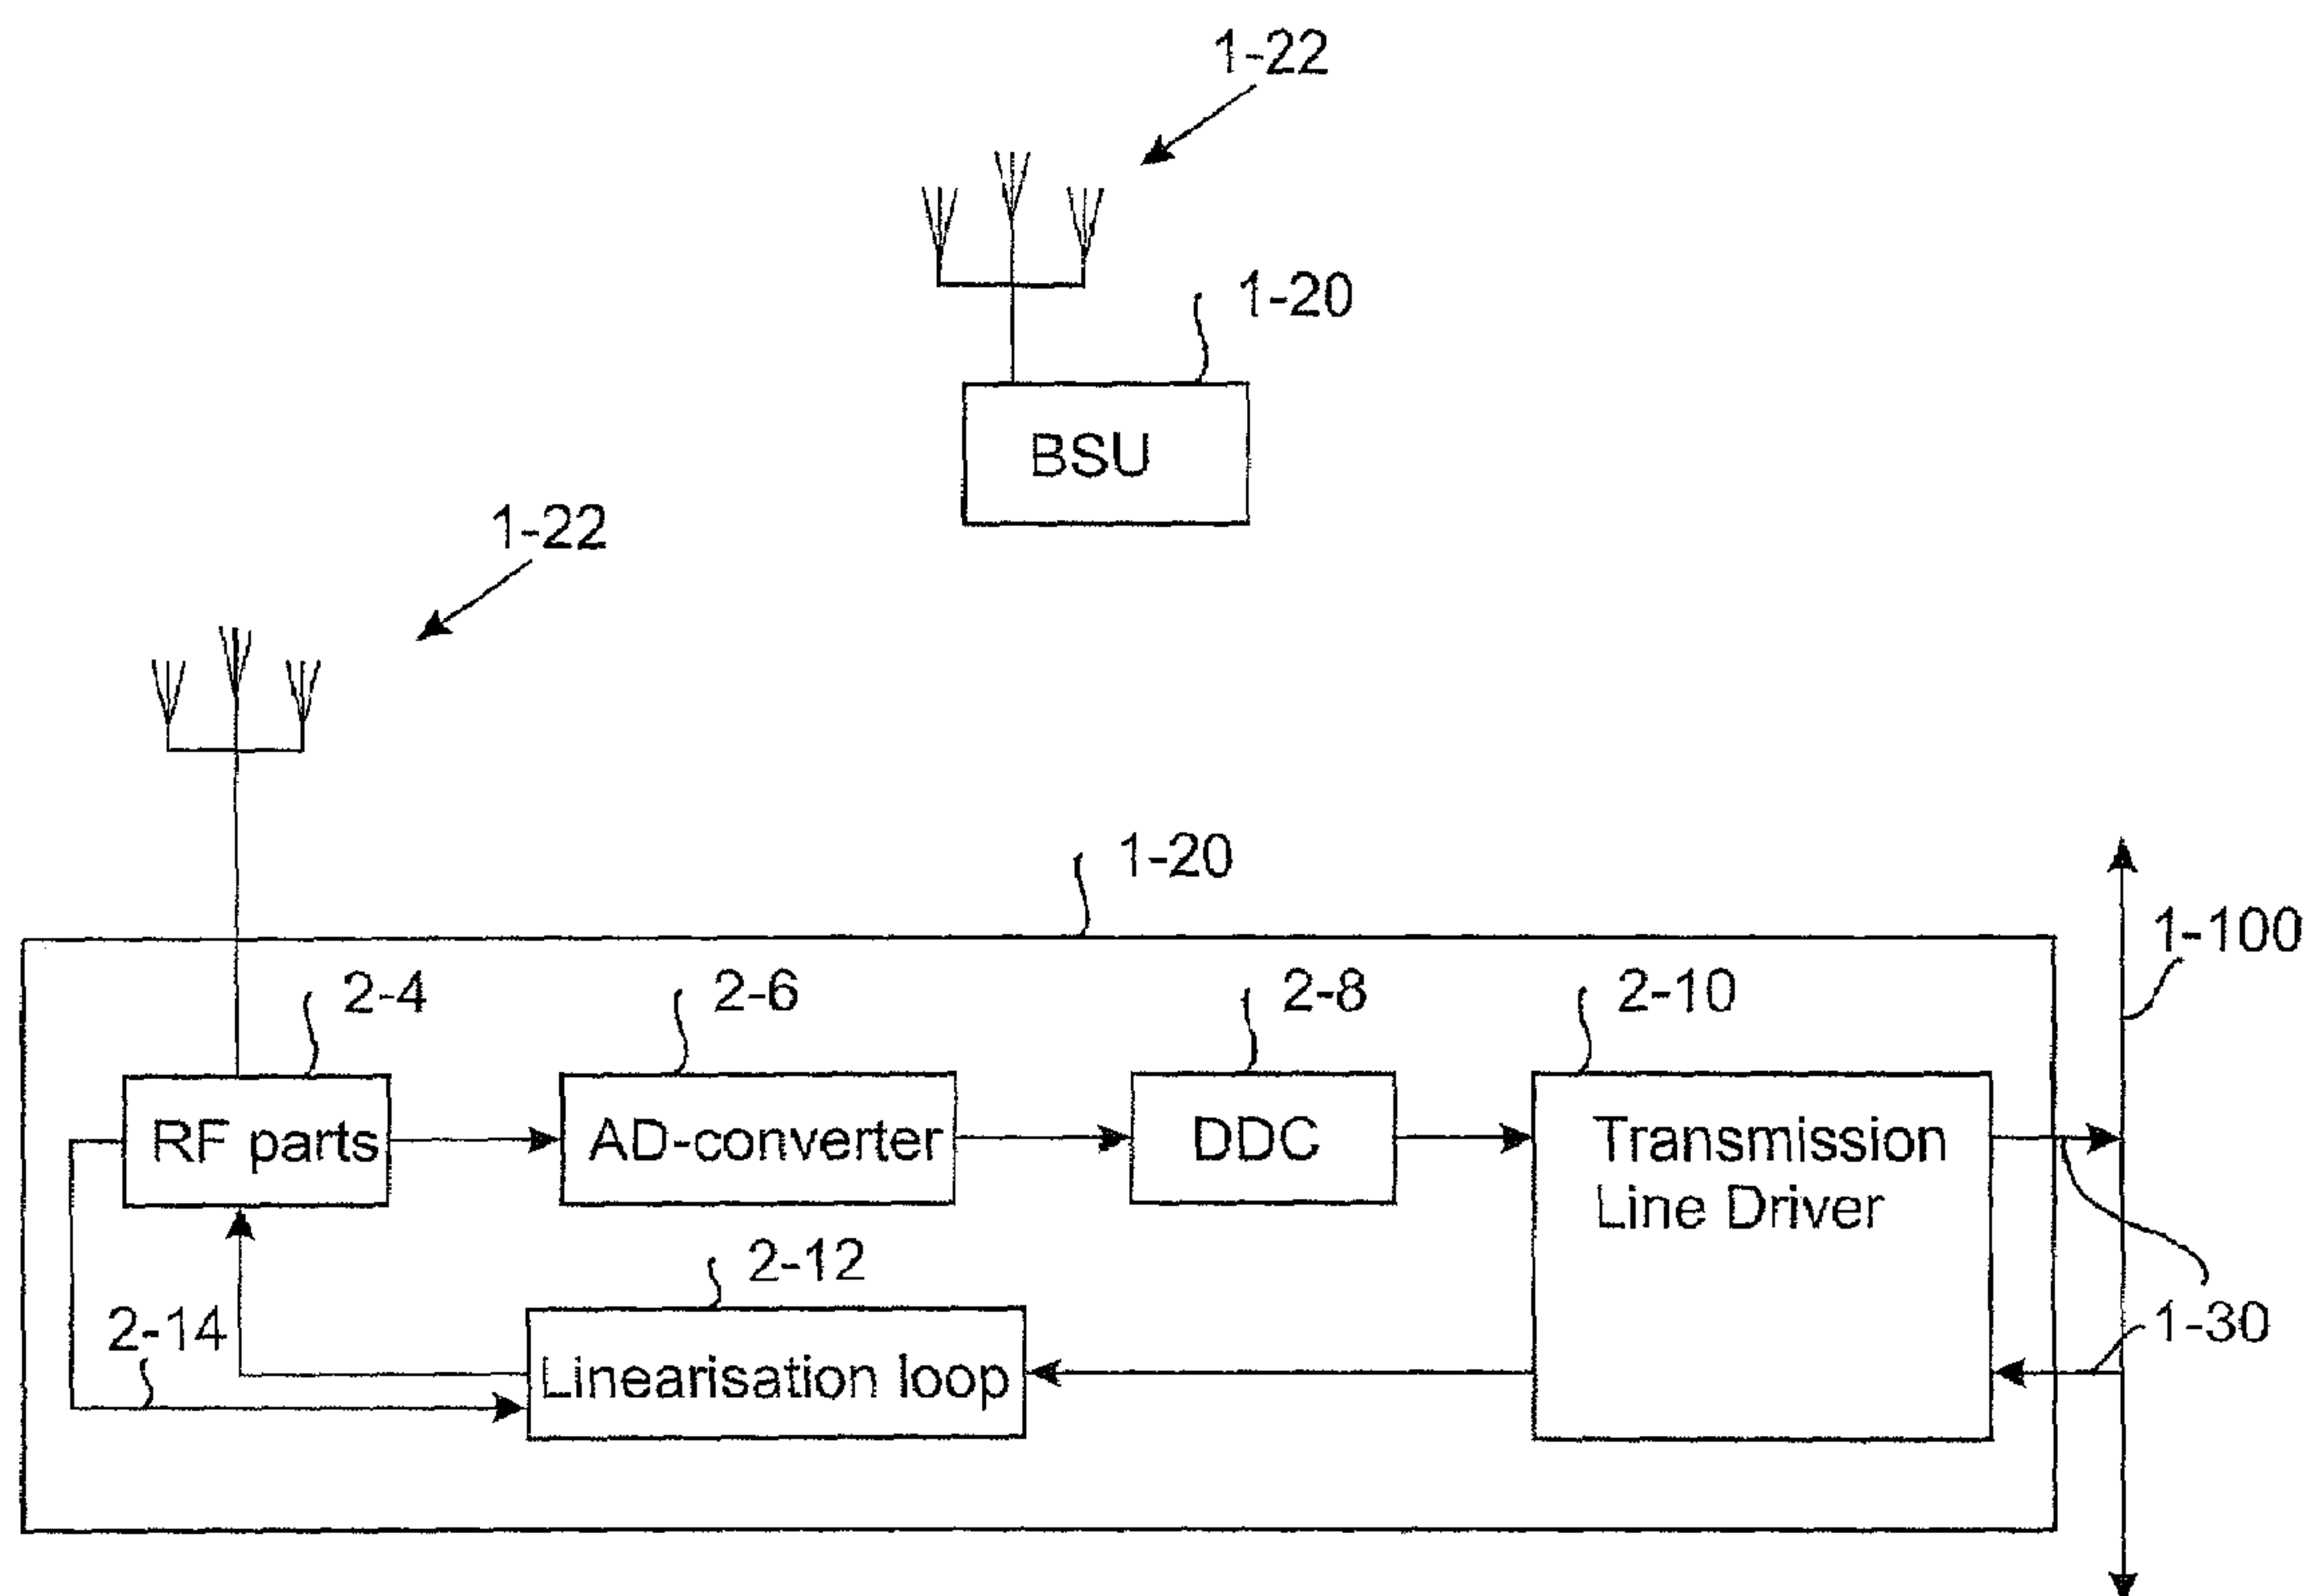 1-22
1-20
BSU
1-22
1-20
1-100
2-4
2-6
2-8
2-10
RF parts
AD-converter
DDC
Transmission
Line Driver
2-12
2-14
1-30
Linearisation loop